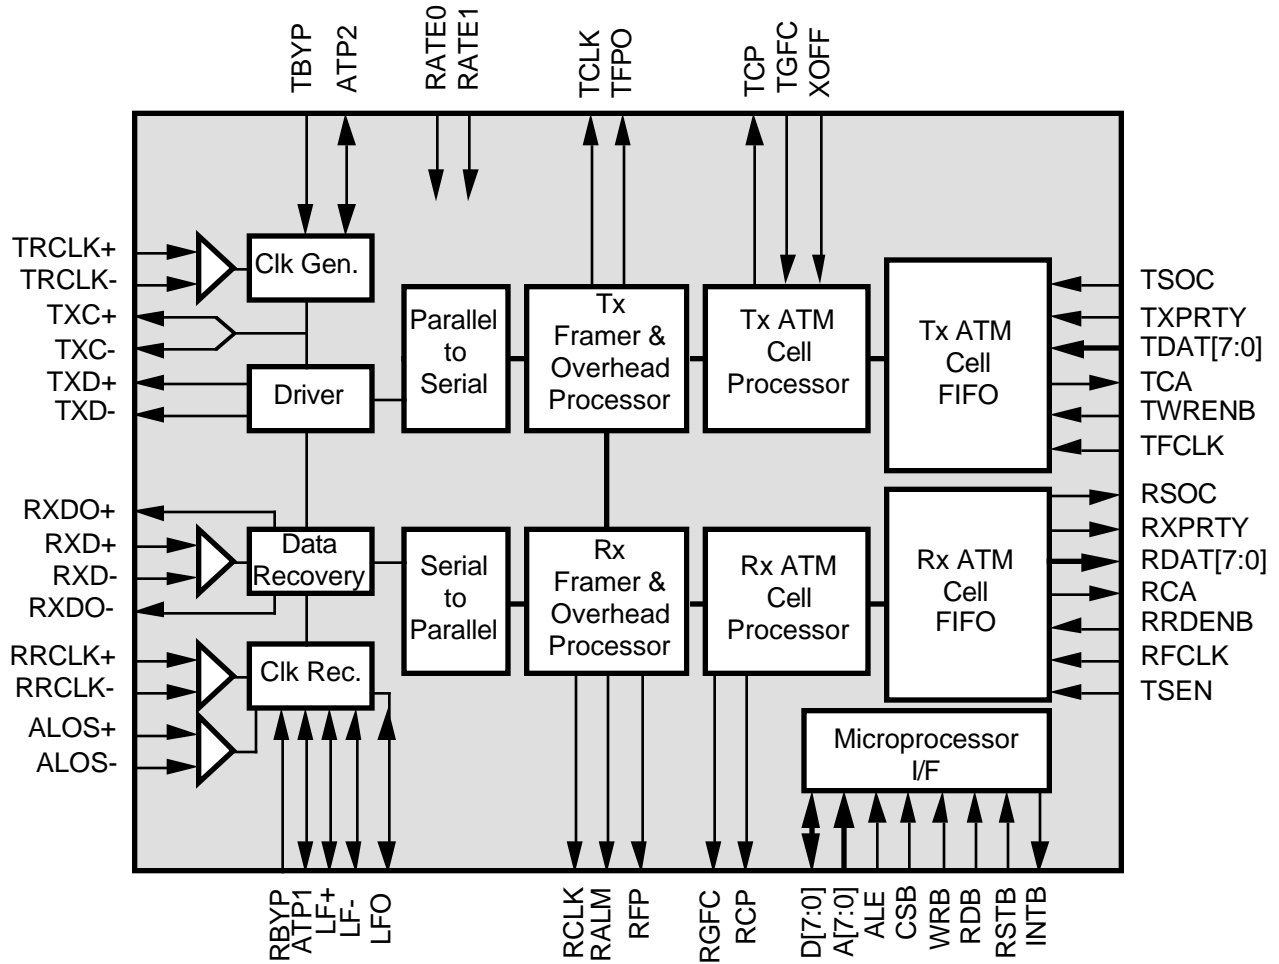 TBYP
ATP2
RATE0
RATE1
TCLK
TFPO
TCP
TGFC
XOFF
TRCLK+
TRCLK-
TXC+
TXC-
TXD+
TXD-
RXDO+
RXD+
RXD-
RXDO-
RRCLK+
RRCLK-
ALOS+
ALOS-
Clk Gen.
Driver
Parallel
to
Serial
Tx
Framer &
Overhead
Processor
Tx ATM
Cell
Processor
Tx ATM
Cell
FIFO
Data
Recovery
Clk Rec.
Serial
to
Parallel
Rx
Framer &
Overhead
Processor
Rx ATM
Cell
Processor
Rx ATM
Cell
FIFO
Microprocessor
I/F
TSOC
TXPRTY
TDAT[7:0]
TCA
TWRENB
TFCLK
RSOC
RXPRTY
RDAT[7:0]
RCA
RRDENB
RFCLK
TSEN
RBYP
ATP1
LF+
LF-
LFO
RCLK
RALM
RFP
RGFC
RCP
D[7:0]
A[7:0]
ALE
CSB
WRB
RDB
RSTB
INTB